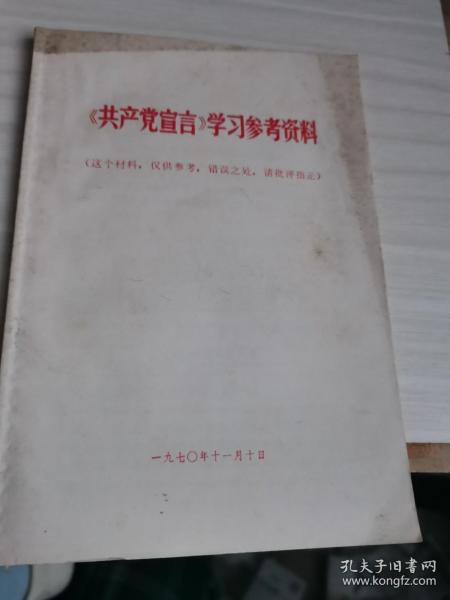 《共产党宣言》学习参考资料
(这个材料,仅供参考,错误之处,请批评指正)
一九七〇年十一月十日
孔夫子旧书网
www.kongfz.com